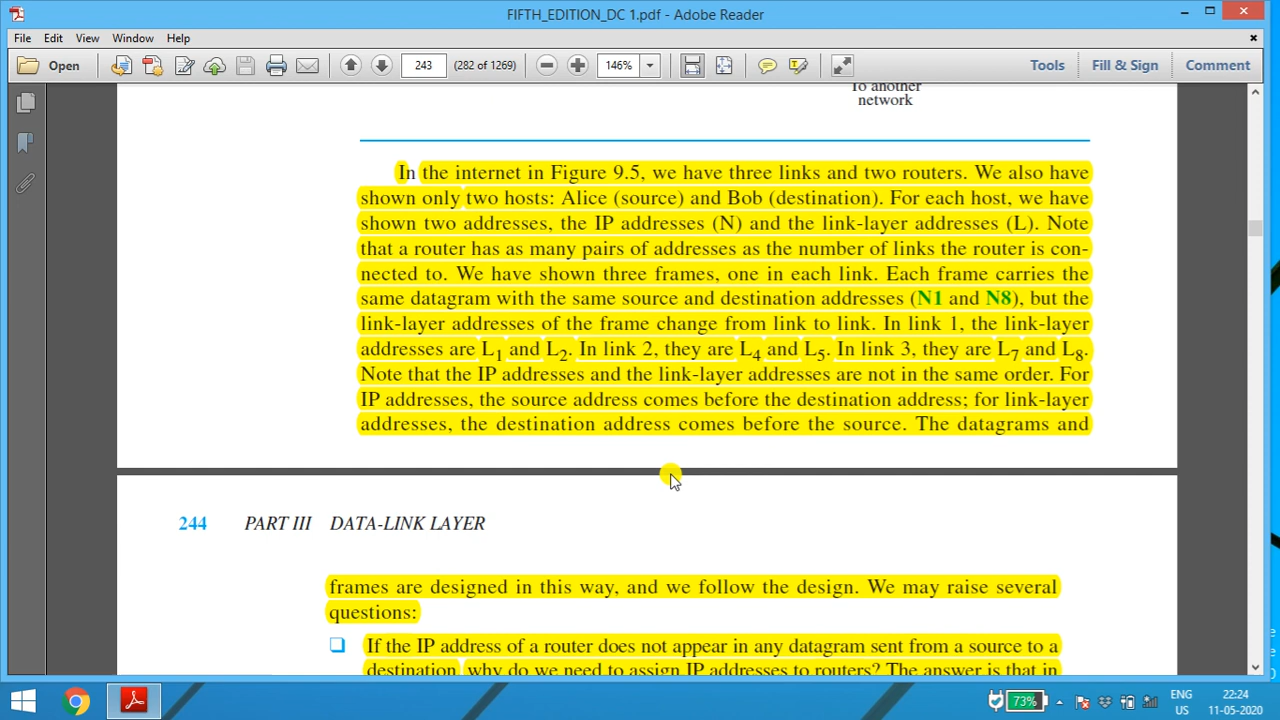 FIFTH_EDITION_DC 1.pdf - Adobe Reader
File Edit View Window Help
Open 243 (282 of 1269) 146% Tools Fill & Sign Comment
To another
network
In the internet in Figure 9.5, we have three links and two routers. We also have
shown only two hosts: Alice (source) and Bob (destination). For each host, we have
shown two addresses, the IP addresses (N) and the link-layer addresses (L). Note
that a router has as many pairs of addresses as the number of links the router is con-
nected to. We have shown three frames, one in each link. Each frame carries the
same datagram with the same source and destination addresses (N1 and N8), but the
link-layer addresses of the frame change from link to link. In link 1, the link-layer
addresses are L1 and L2. In link 2, they are L4 and L5. In link 3, they are L7 and L8.
Note that the IP addresses and the link-layer addresses are not in the same order. For
IP addresses, the source address comes before the destination address; for link-layer
addresses, the destination address comes before the source. The datagrams and
244 PART III DATA-LINK LAYER
frames are designed in this way, and we follow the design. We may raise several
questions:
❑ If the IP address of a router does not appear in any datagram sent from a source to a
destination, why do we need to assign IP addresses to routers? The answer is that in
73% ENG 22:24
US 11-05-2020